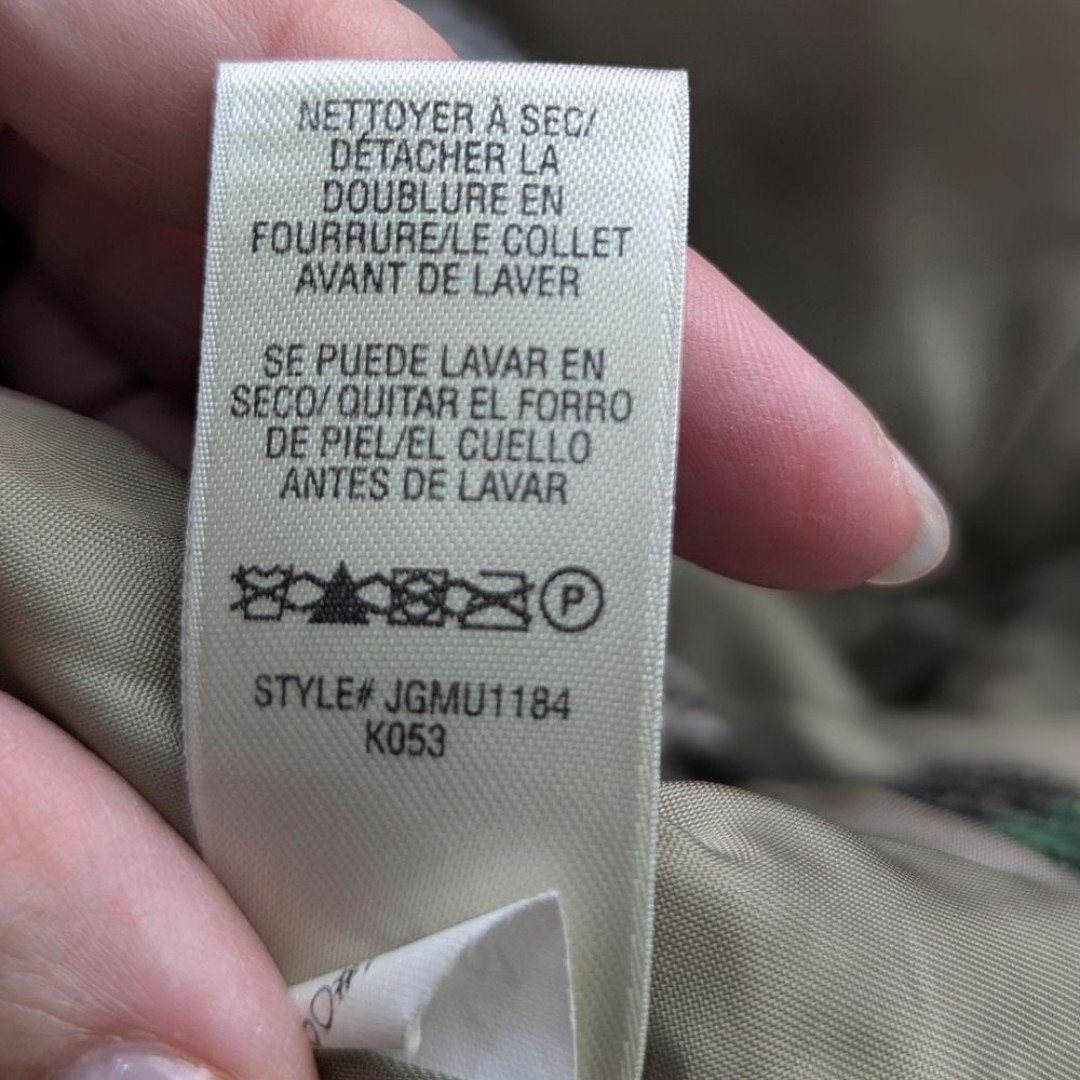 NETTOYER À SEC/
DÉTACHER LA
DOUBLURE EN
FOURRURE/LE COLLET
AVANT DE LAVER
SE PUEDE LAVAR EN
SECO/ QUITAR EL FORRO
DE PIEL/EL CUELLO
ANTES DE LAVAR
P
STYLE# JGMU1184
K053